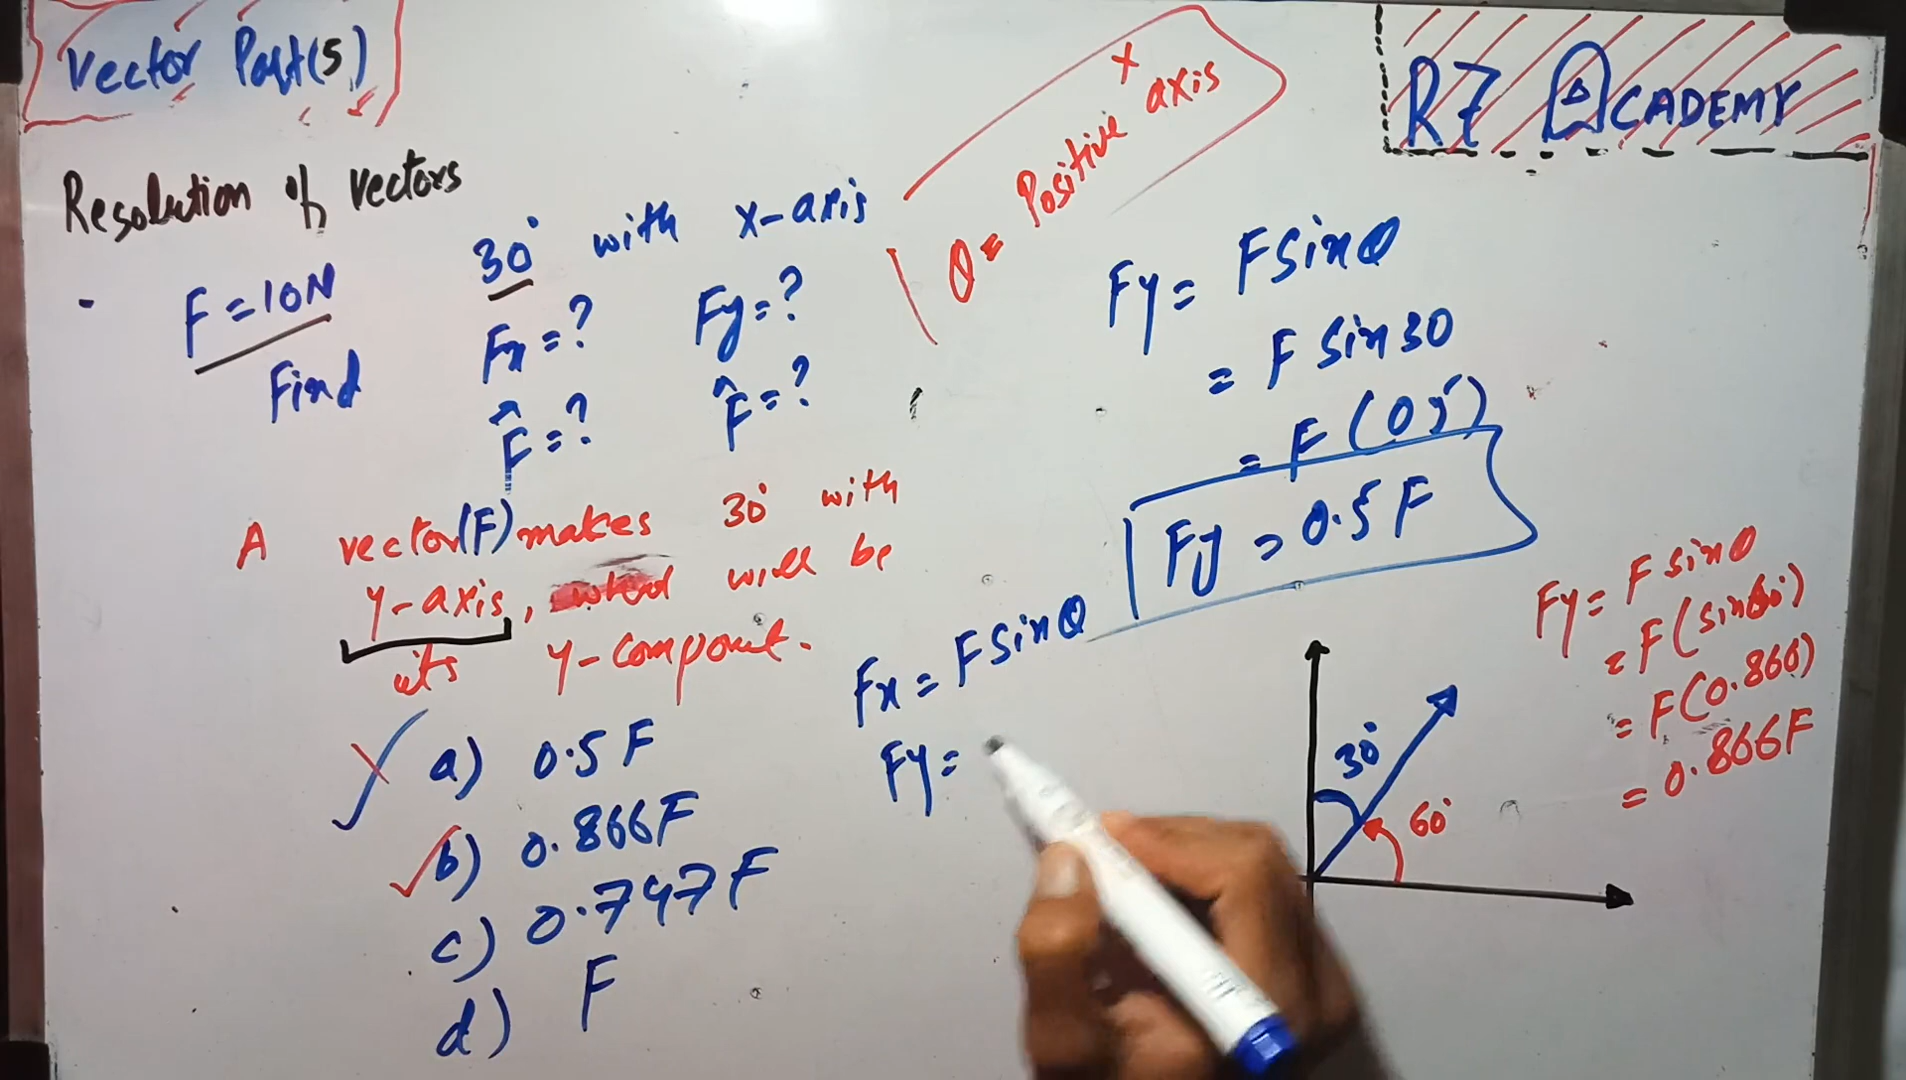 Vector Part(5)
R7 ACADEMY
Resolution of vectors
θ = Positive x axis
- F = 10N 30° with x-axis
Find Fx = ? Fy = ?
F̂ = ? F̂ = ?
A vector(F) makes 30° with
y-axis, will be
its y-component.
a) 0.5 F
b) 0.866F
c) 0.747F
d) F
Fy = F sinθ
= F sin30
= F (0.5)
Fy = 0.5 F
Fx = F sinθ
Fy =
30°
60°
Fy = F sinθ
= F(sin60°)
= F(0.866)
= 0.866F